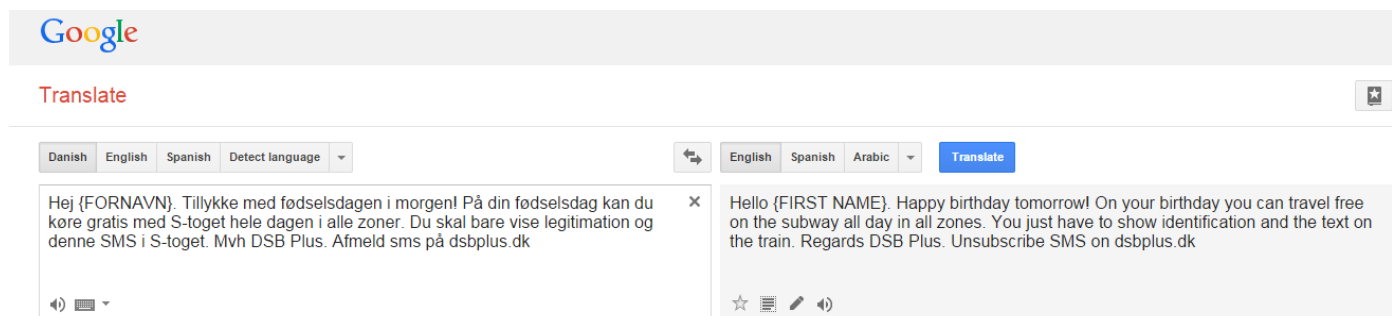 Google
Translate
Danish English Spanish Detect language
English Spanish Arabic Translate
Hej {FORNAVN}. Tillykke med fødselsdagen i morgen! På din fødselsdag kan du
køre gratis med S-toget hele dagen i alle zoner. Du skal bare vise legitimation og
denne SMS i S-toget. Mvh DSB Plus. Afmeld sms på dsbplus.dk
Hello {FIRST NAME}. Happy birthday tomorrow! On your birthday you can travel free
on the subway all day in all zones. You just have to show identification and the text on
the train. Regards DSB Plus. Unsubscribe SMS on dsbplus.dk